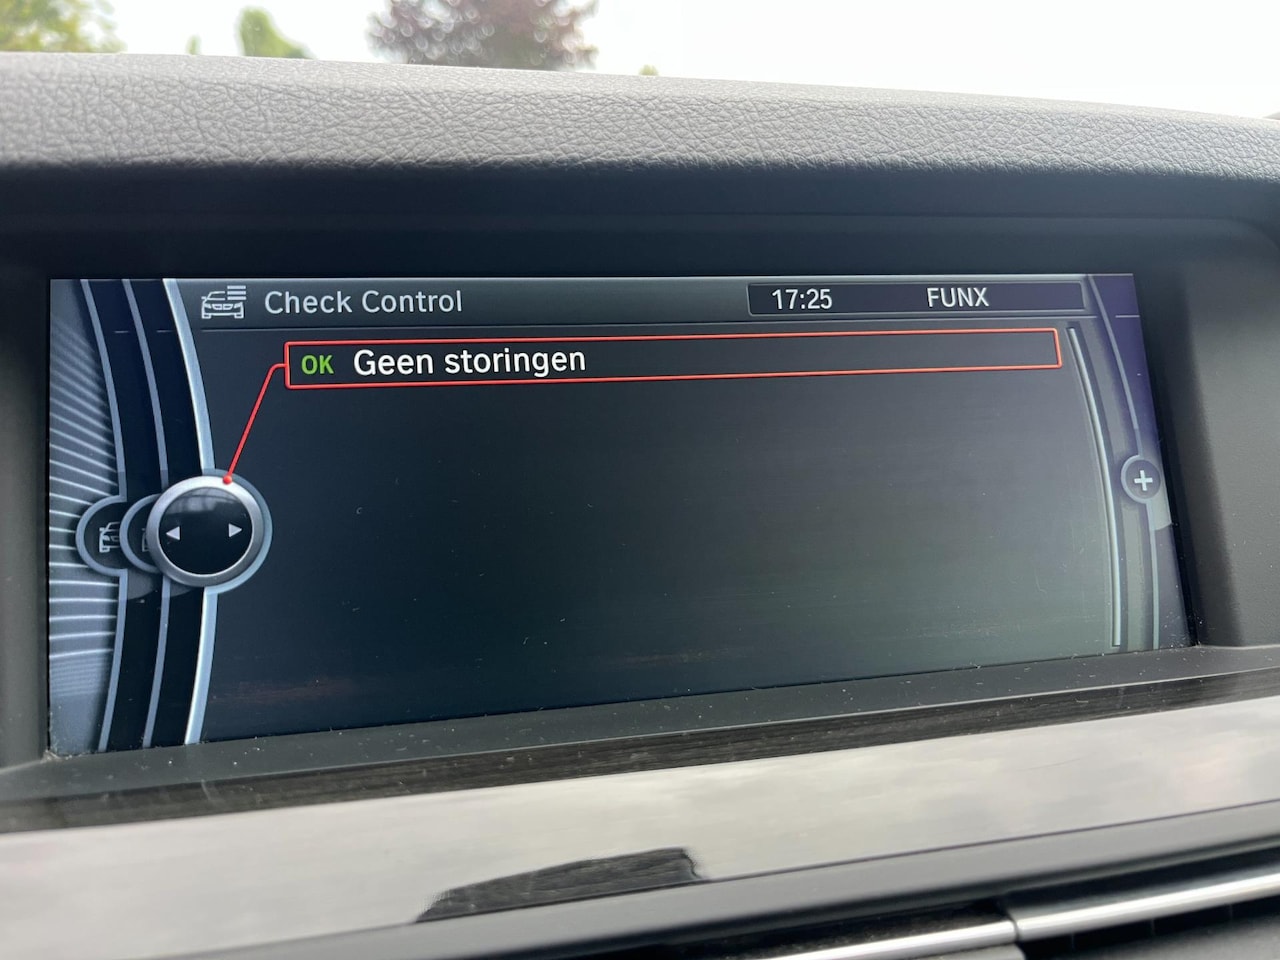 Check Control
17:25 FUNX
OK Geen storingen